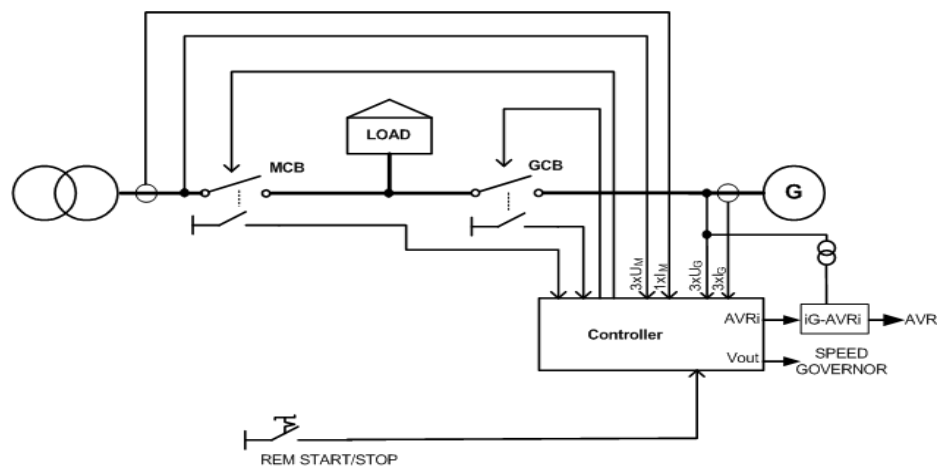 LOAD
MCB
GCB
G
3xUM
1xIM
3xUG
3xIG
AVRi
iG-AVRi
AVR
Controller
Vout
SPEED
GOVERNOR
REM START/STOP